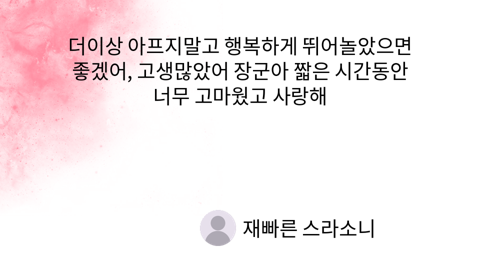 더이상 아프지말고 행복하게 뛰어놀았으면
좋겠어, 고생많았어 장군아 짧은 시간동안
너무 고마웠고 사랑해
재빠른 스라소니